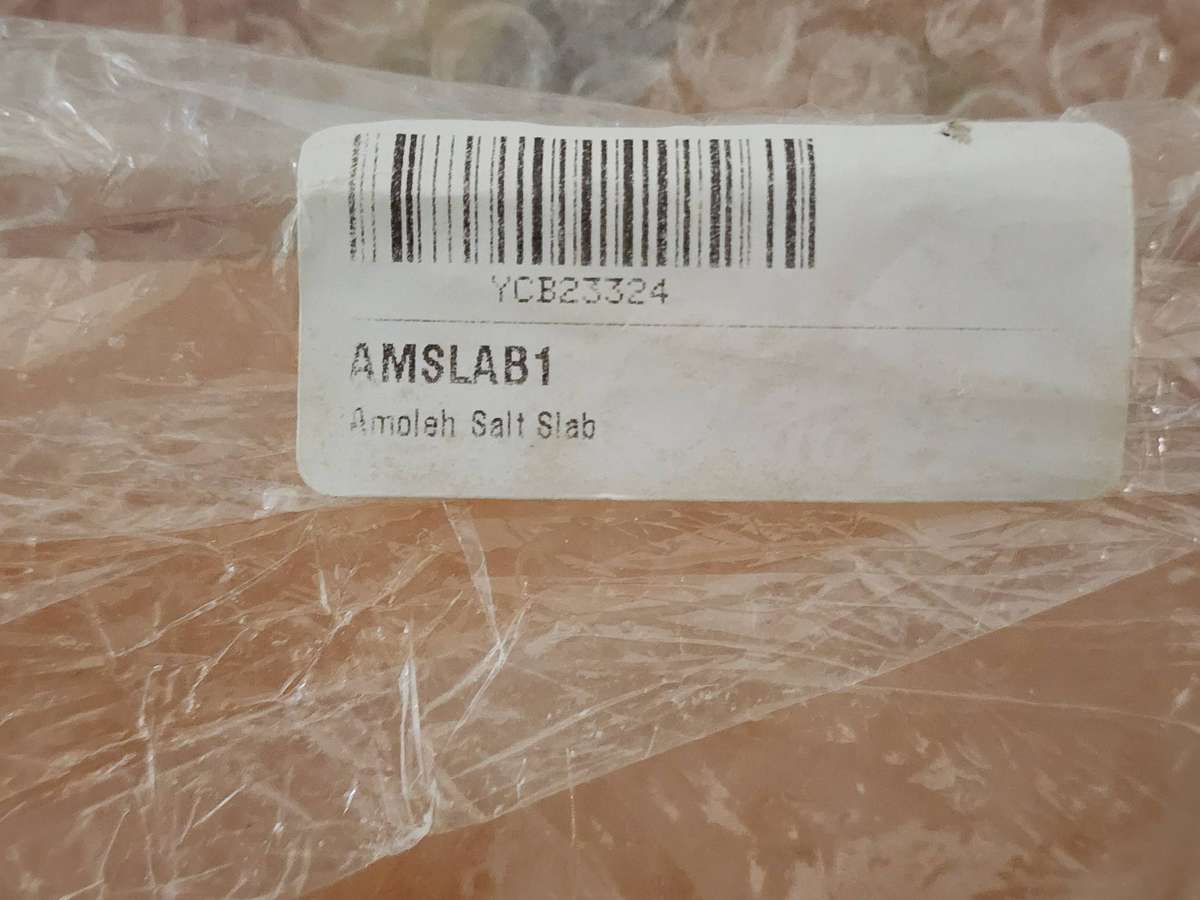 YCB23324
AMSLAB1
Amoleh Salt Slab